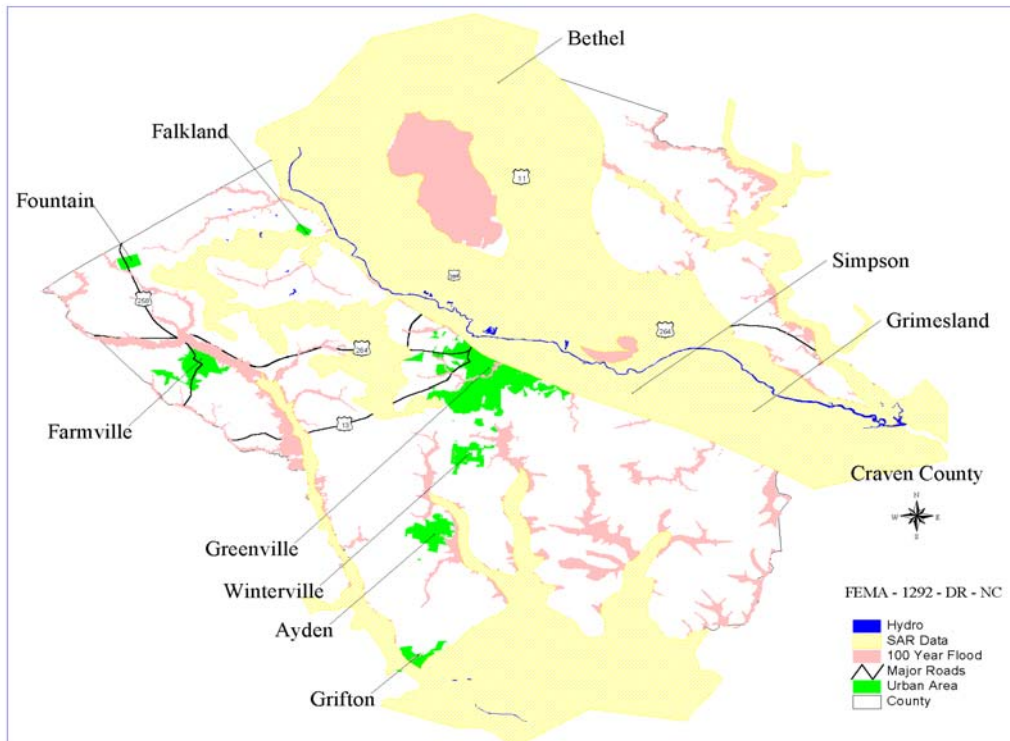 Bethel
Falkland
Fountain
11
Simpson
258
264
264
Grimesland
13
Farmville
Craven County
N
W E
S
Greenville
Winterville
Ayden
Grifton
FEMA - 1292 - DR - NC
Hydro
SAR Data
100 Year Flood
Major Roads
Urban Area
County